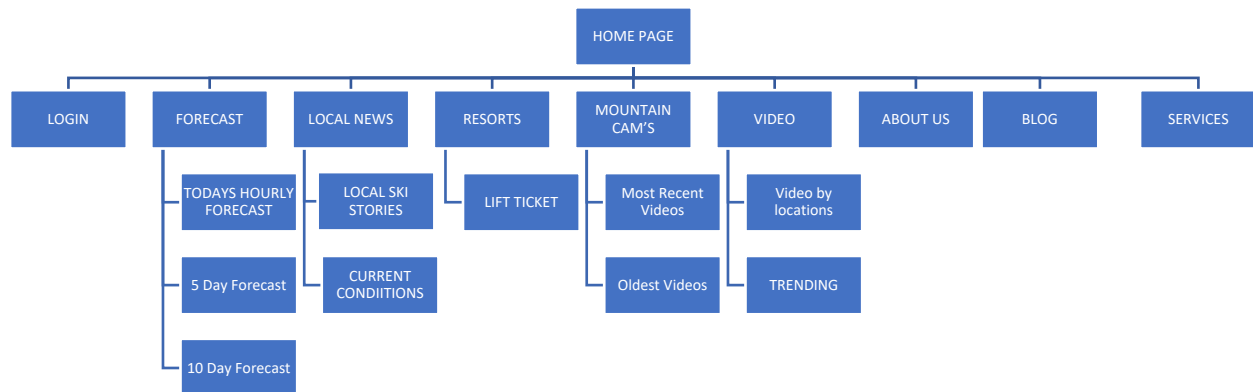 HOME PAGE
LOGIN
FORECAST
LOCAL NEWS
RESORTS
MOUNTAIN
CAM'S
VIDEO
ABOUT US
BLOG
SERVICES
TODAYS HOURLY
FORECAST
LOCAL SKI
STORIES
LIFT TICKET
Most Recent
Videos
Video by
locations
5 Day Forecast
CURRENT
CONDIITIONS
Oldest Videos
TRENDING
10 Day Forecast